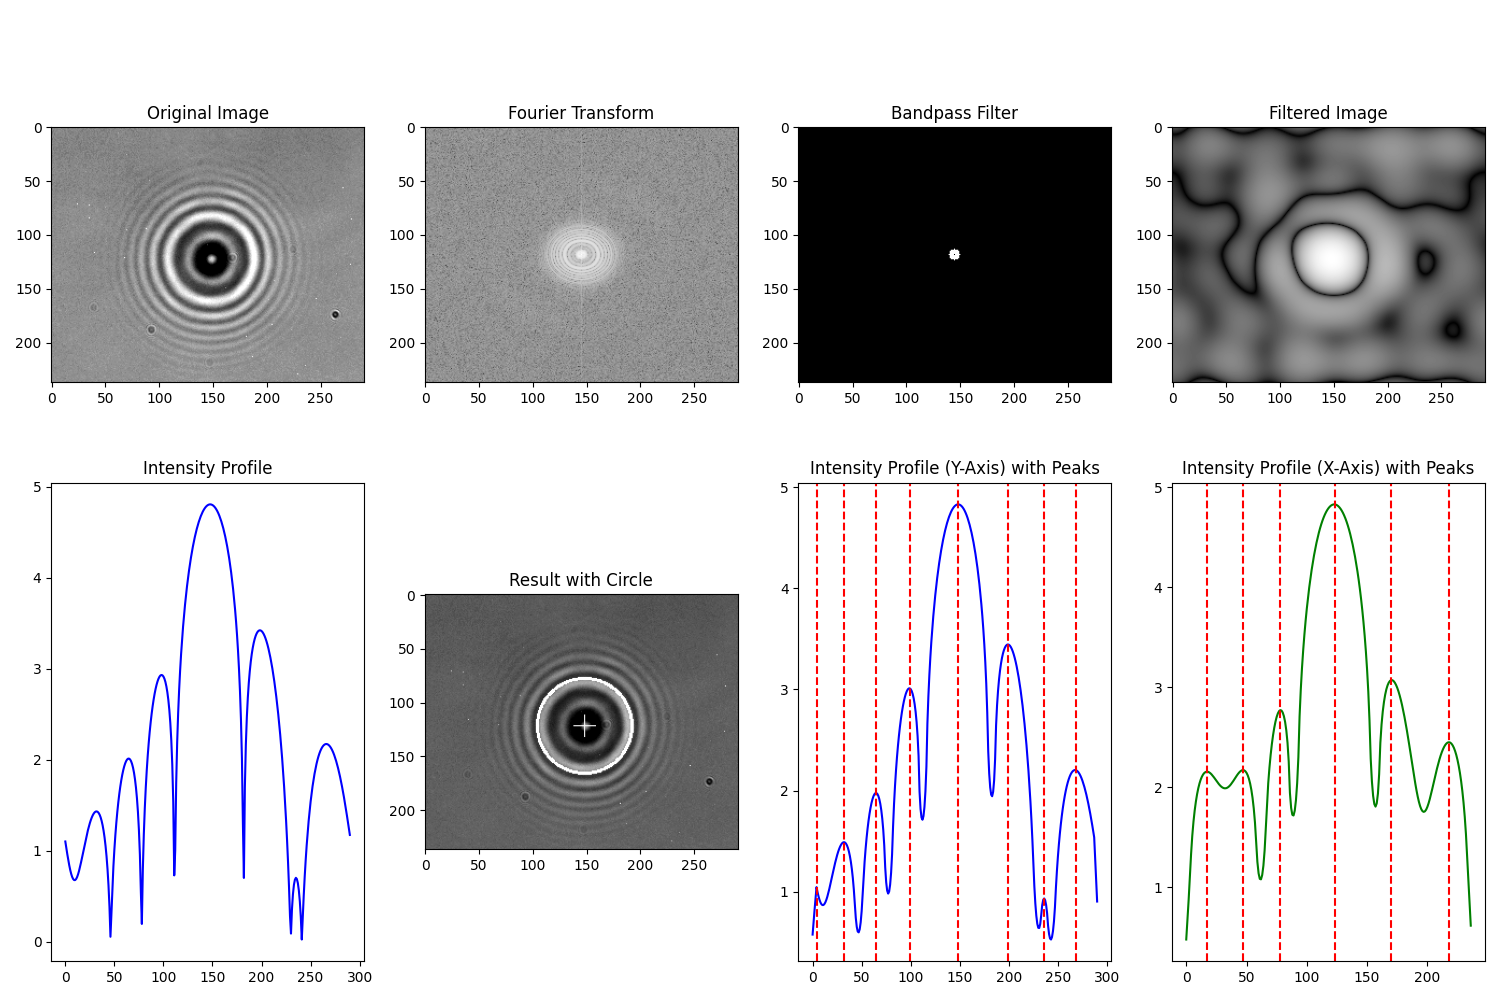 Original Image
Fourier Transform
Bandpass Filter
Filtered Image
0
50
100
150
200
0 50 100 150 200 250
0
50
100
150
200
0 50 100 150 200 250
0
50
100
150
200
0 50 100 150 200 250
0
50
100
150
200
0 50 100 150 200 250
Intensity Profile
5
4
3
2
1
0
0 50 100 150 200 250 300
Result with Circle
0
50
100
150
200
0 50 100 150 200 250
Intensity Profile (Y-Axis) with Peaks
5
4
3
2
1
0 50 100 150 200 250 300
Intensity Profile (X-Axis) with Peaks
5
4
3
2
1
0 50 100 150 200